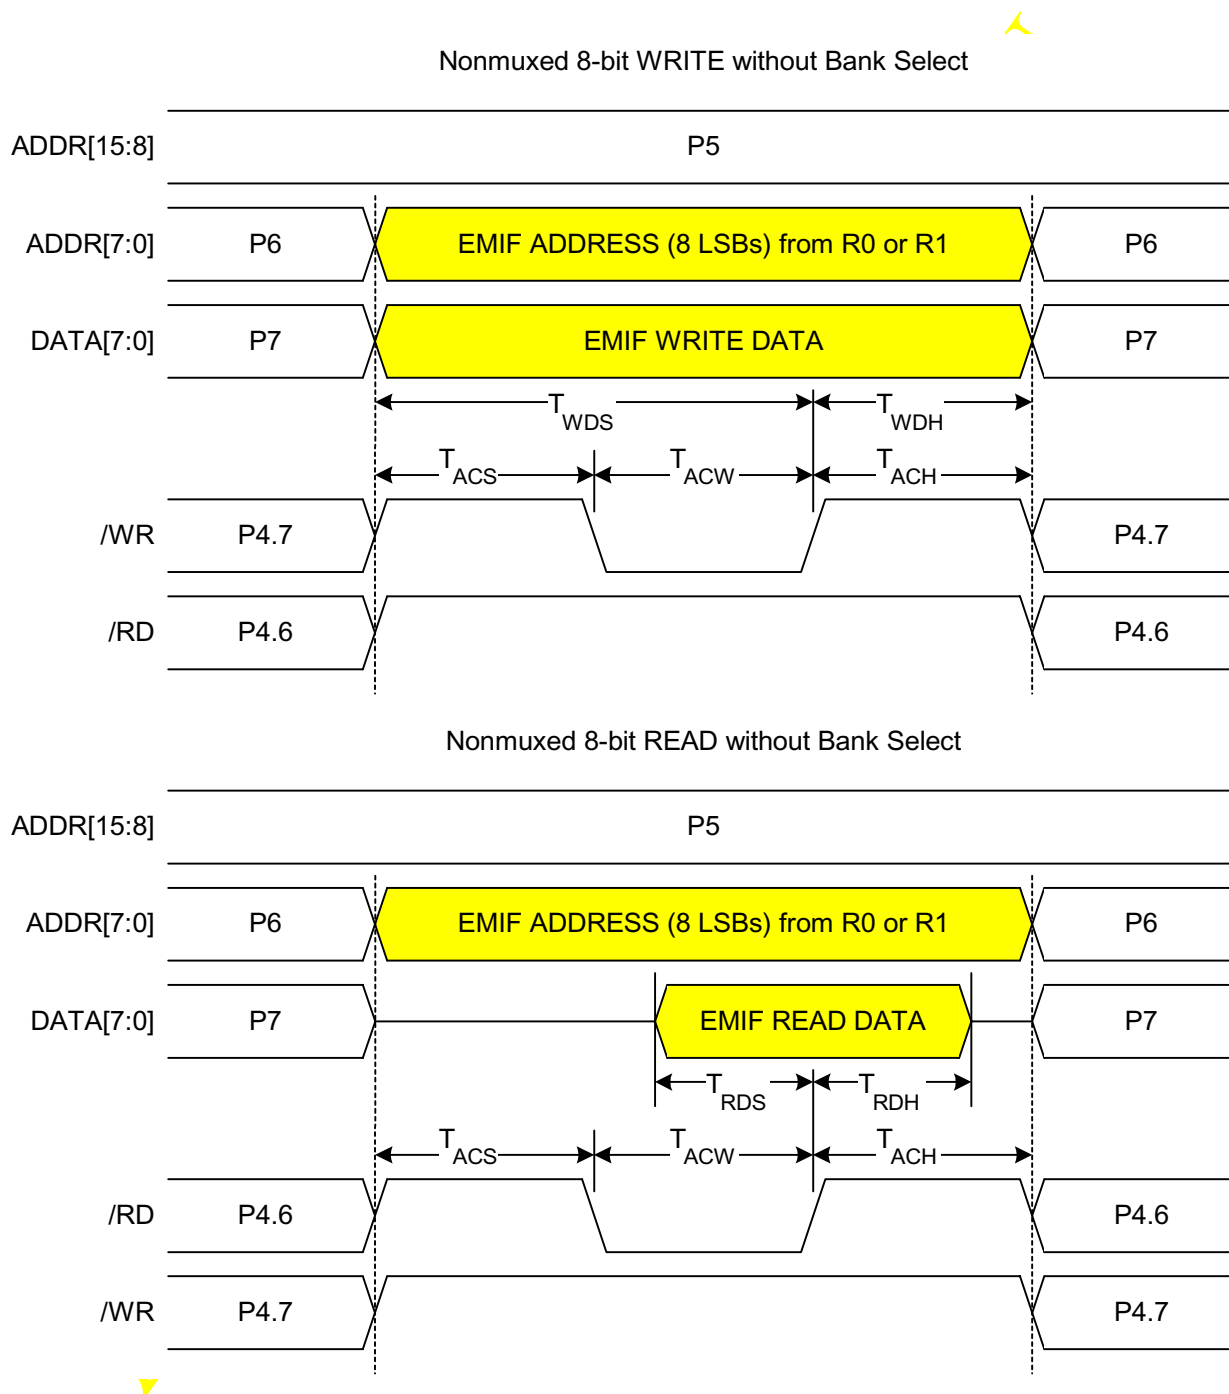 Nonmuxed 8-bit WRITE without Bank Select
ADDR[15:8] P5
ADDR[7:0] P6 EMIF ADDRESS (8 LSBs) from R0 or R1 P6
DATA[7:0] P7 EMIF WRITE DATA P7
TWDS TWDH
TACS TACW TACH
/WR P4.7 P4.7
/RD P4.6 P4.6
Nonmuxed 8-bit READ without Bank Select
ADDR[15:8] P5
ADDR[7:0] P6 EMIF ADDRESS (8 LSBs) from R0 or R1 P6
DATA[7:0] P7 EMIF READ DATA P7
TRDS TRDH
TACS TACW TACH
/RD P4.6 P4.6
/WR P4.7 P4.7